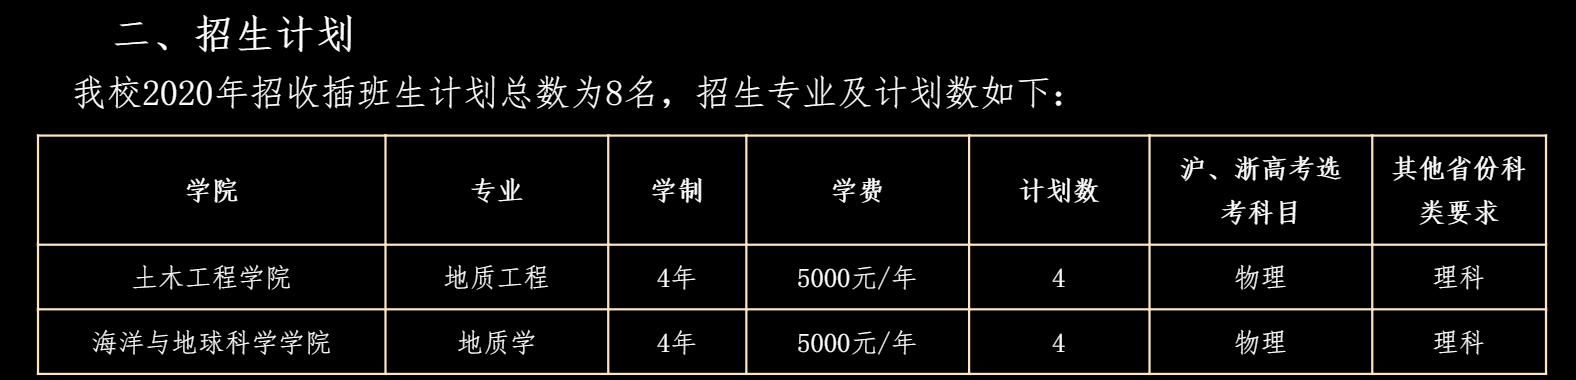 二、招生计划
我校2020年招收插班生计划总数为8名，招生专业及计划数如下：
学院 专业 学制 学费 计划数 沪、浙高考选考科目 其他省份科类要求
土木工程学院 地质工程 4年 5000元/年 4 物理 理科
海洋与地球科学学院 地质学 4年 5000元/年 4 物理 理科